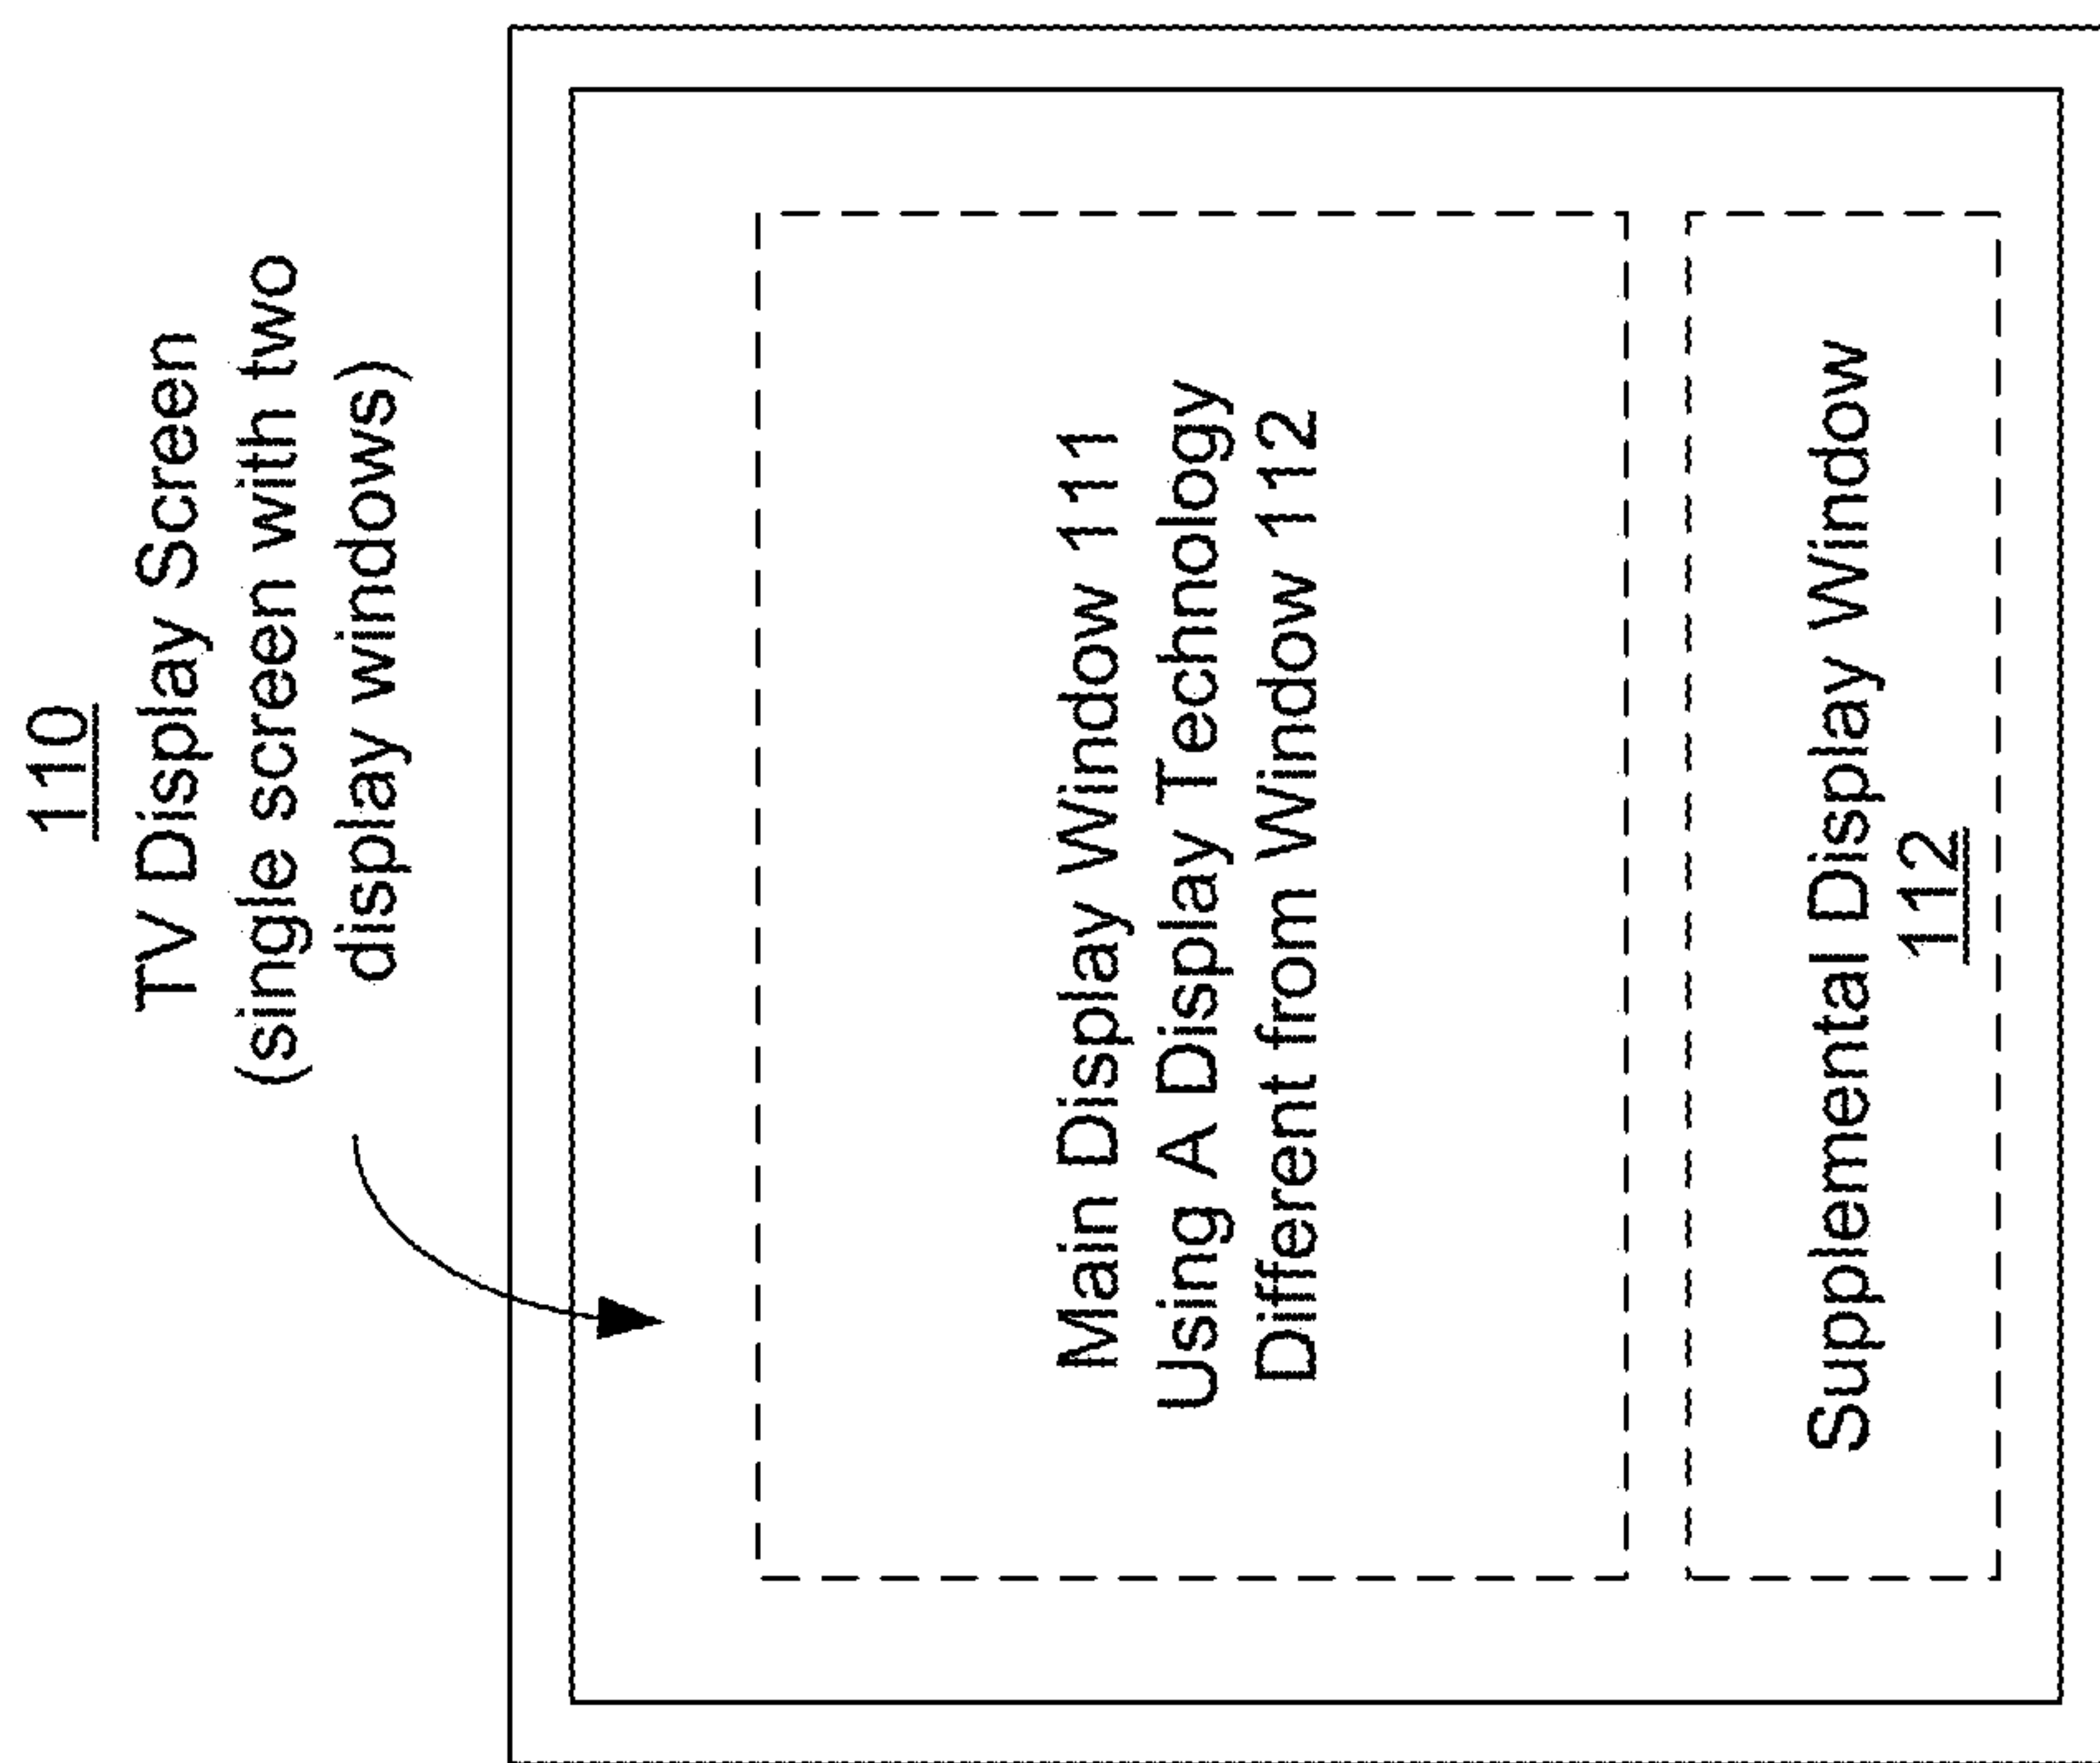 110
TV Display Screen
(single screen with two
display windows)
Main Display Window 111
Using A Display Technology
Different from Window 112
Supplemental Display Window
112